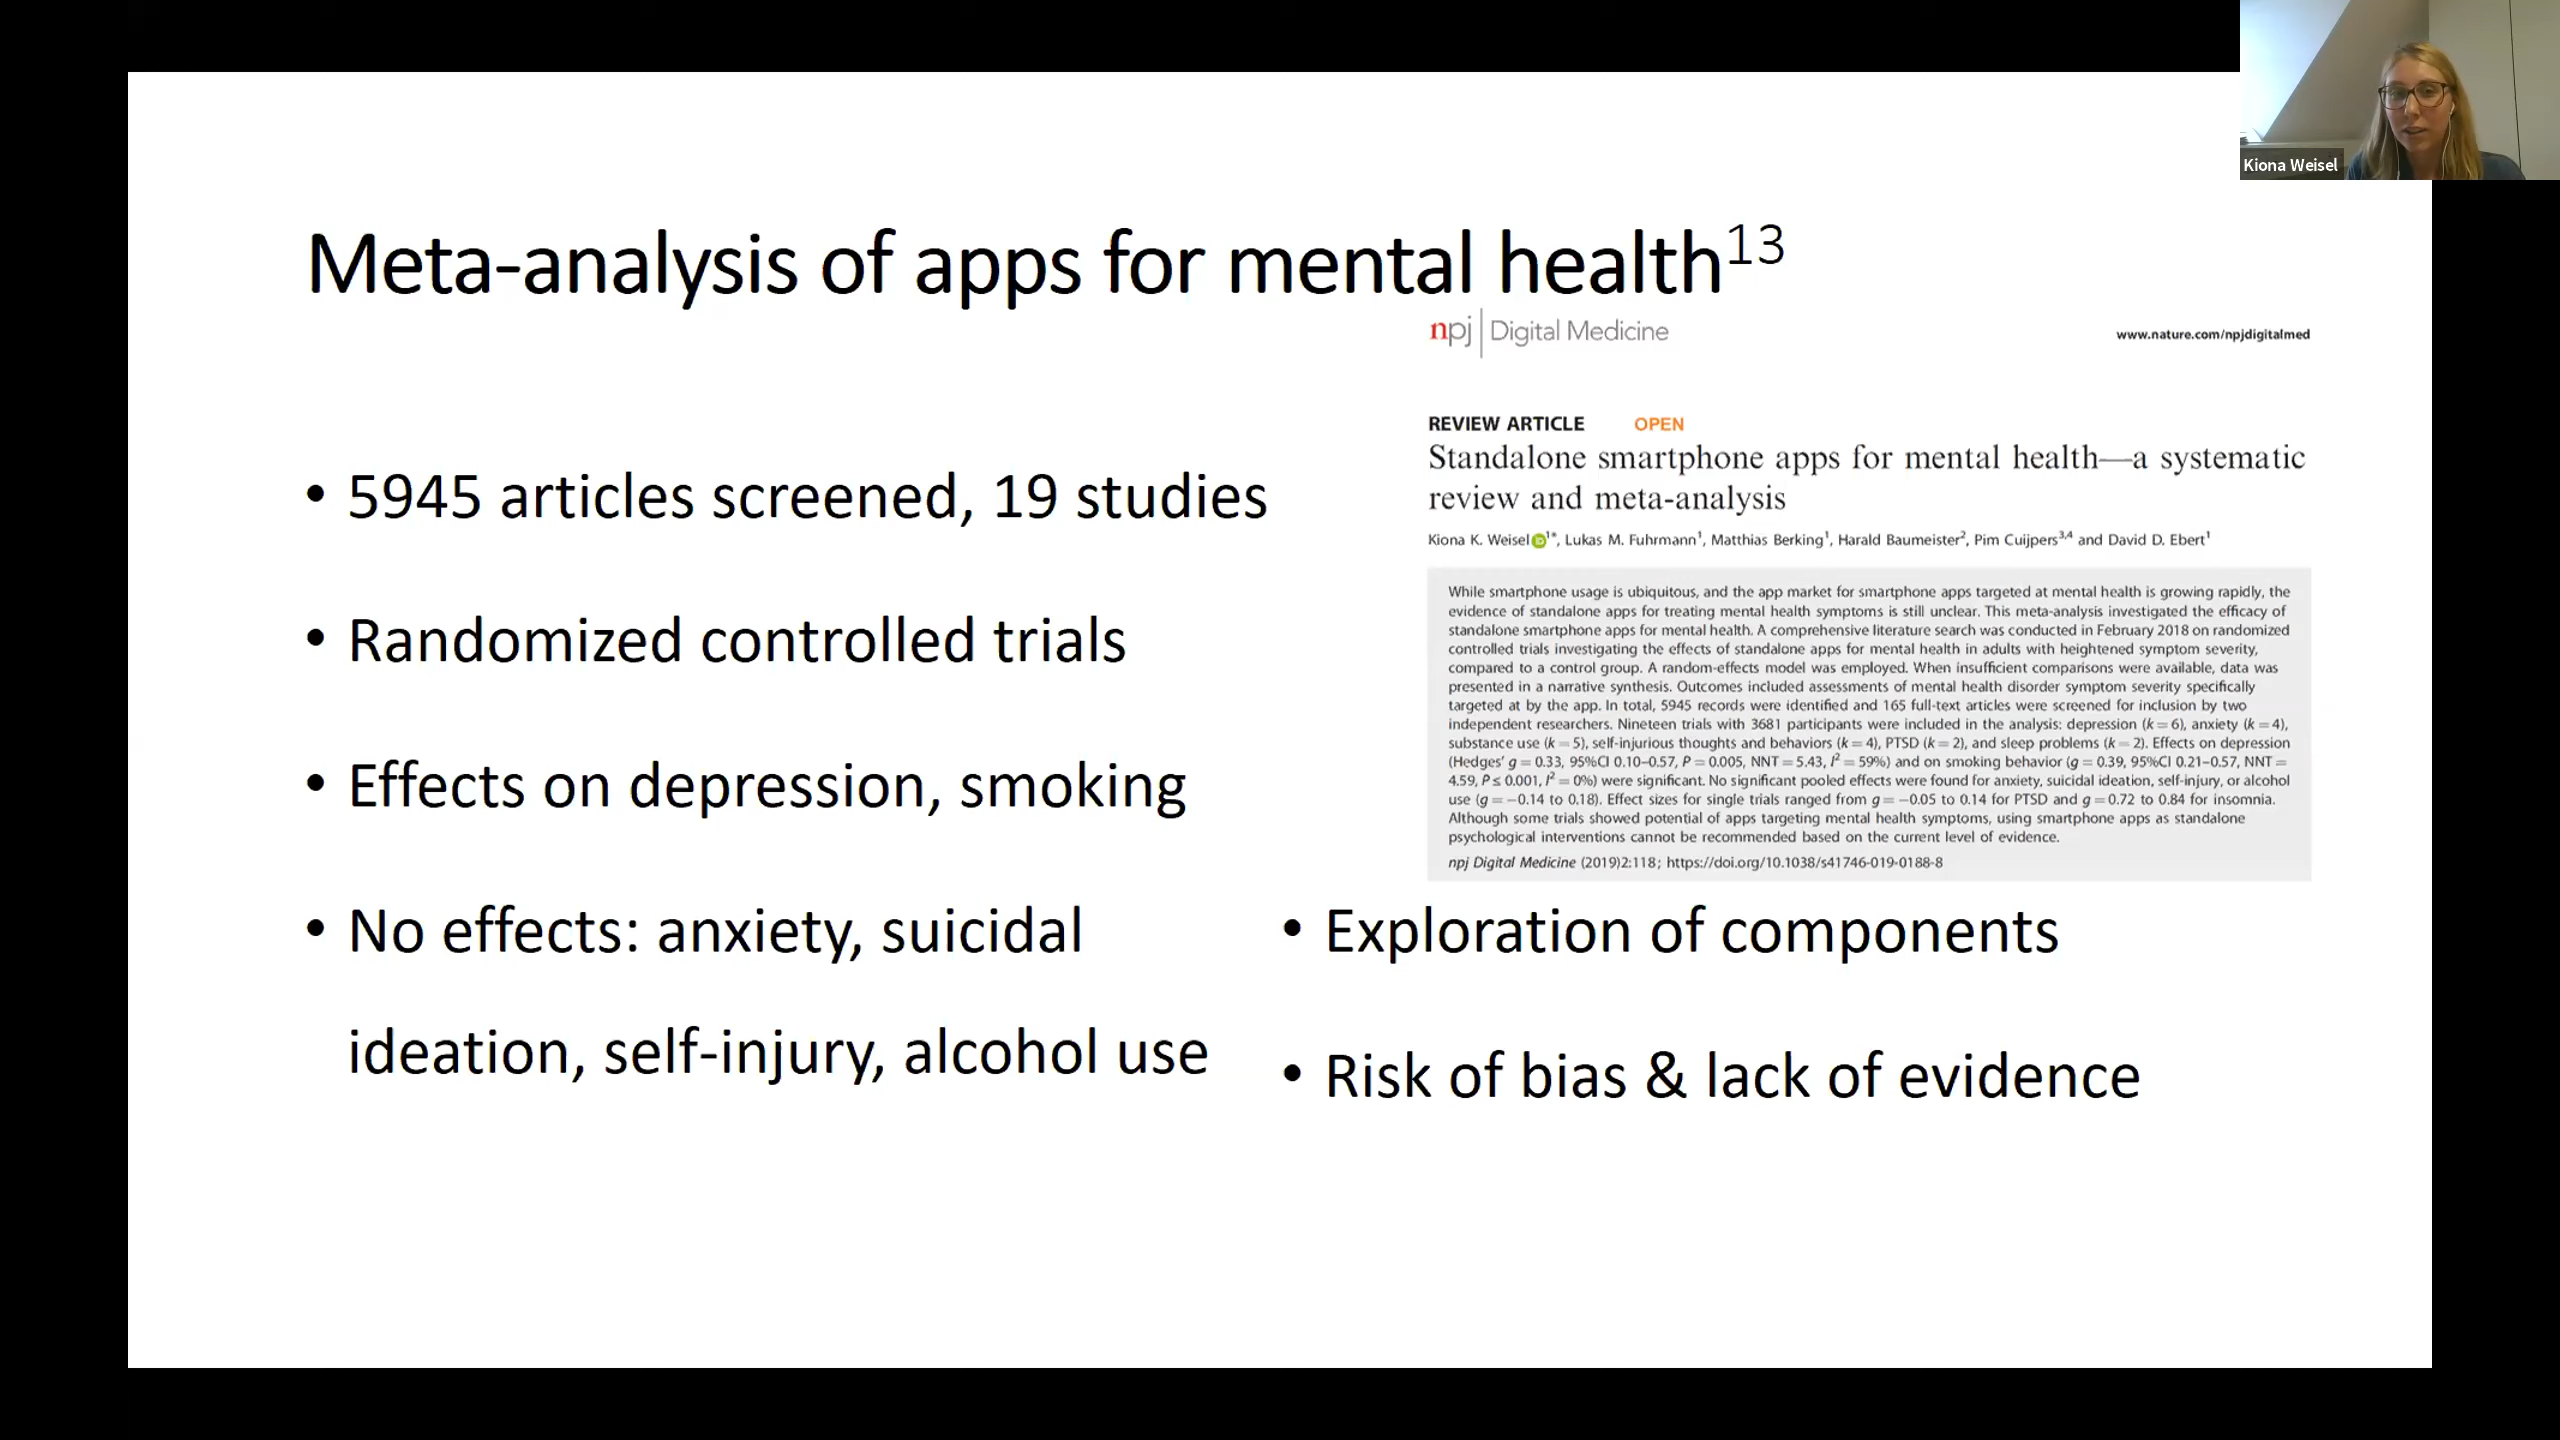 Kiona Weisel
Meta-analysis of apps for mental health13
npj | Digital Medicine
www.nature.com/npjdigitalmed
REVIEW ARTICLE OPEN
Standalone smartphone apps for mental health—a systematic
review and meta-analysis
Kiona K. Weisel 1*, Lukas M. Fuhrmann1, Matthias Berking1, Harald Baumeister2, Pim Cuijpers3,4 and David D. Ebert1
While smartphone usage is ubiquitous, and the app market for smartphone apps targeted at mental health is growing rapidly, the
evidence of standalone apps for treating mental health symptoms is still unclear. This meta-analysis investigated the efficacy of
standalone smartphone apps for mental health. A comprehensive literature search was conducted in February 2018 on randomized
controlled trials investigating the effects of standalone apps for mental health in adults with heightened symptom severity,
compared to a control group. A random-effects model was employed. When insufficient comparisons were available, data was
presented in a narrative synthesis. Outcomes included assessments of mental health disorder symptom severity specifically
targeted at by the app. In total, 5945 records were identified and 165 full-text articles were screened for inclusion by two
independent researchers. Nineteen trials with 3681 participants were included in the analysis: depression (k = 6), anxiety (k = 4),
substance use (k = 5), self-injurious thoughts and behaviors (k = 4), PTSD (k = 2), and sleep problems (k = 2). Effects on depression
(Hedges' g = 0.33, 95%CI 0.10–0.57, P = 0.005, NNT = 5.43, I2 = 59%) and on smoking behavior (g = 0.39, 95%CI 0.21–0.57, NNT =
4.59, P ≤ 0.001, I2 = 0%) were significant. No significant pooled effects were found for anxiety, suicidal ideation, self-injury, or alcohol
use (g = −0.14 to 0.18). Effect sizes for single trials ranged from g = −0.05 to 0.14 for PTSD and g = 0.72 to 0.84 for insomnia.
Although some trials showed potential of apps targeting mental health symptoms, using smartphone apps as standalone
psychological interventions cannot be recommended based on the current level of evidence.
npj Digital Medicine (2019)2:118; https://doi.org/10.1038/s41746-019-0188-8
• 5945 articles screened, 19 studies
• Randomized controlled trials
• Effects on depression, smoking
• No effects: anxiety, suicidal
ideation, self-injury, alcohol use
• Exploration of components
• Risk of bias & lack of evidence